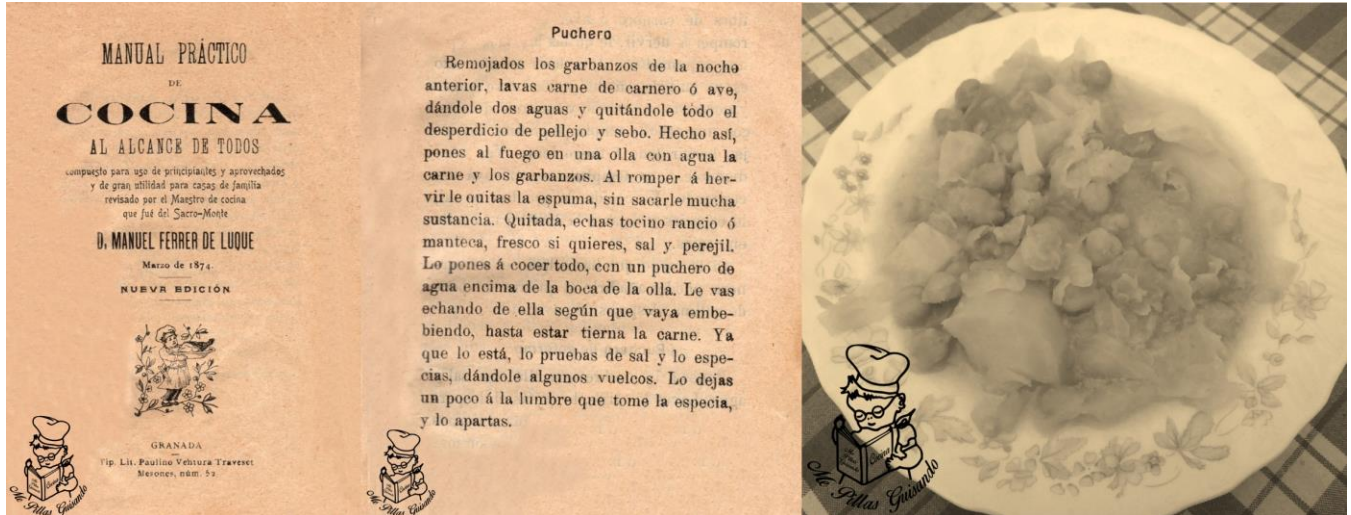 MANUAL PRÁCTICO
DE
COCINA
AL ALCANCE DE TODOS
compuesto para uso de principiantes y aprovechados
y de gran utilidad para casas de familia
revisado por el Maestro de cocina
que fué del Sacro-Monte
D. MANUEL FERRER DE LUQUE
Marzo de 1874.
NUEVA EDICIÓN
GRANADA
Tip. Lit. Paulino Ventura Traveset
Mesones, núm. 52
Me Pillas Guisando
Puchero
Remojados los garbanzos de la noche
anterior, lavas carne de carnero ó ave,
dándole dos aguas y quitándole todo el
desperdicio de pellejo y sebo. Hecho así,
pones al fuego en una olla con agua la
carne y los garbanzos. Al romper á her-
vir le quitas la espuma, sin sacarle mucha
sustancia. Quitada, echas tocino rancio ó
manteca, fresco si quieres, sal y perejil.
Lo pones á cocer todo, con un puchero de
agua encima de la boca de la olla. Le vas
echando de ella según que vaya embe-
biendo, hasta estar tierna la carne. Ya
que lo está, lo pruebas de sal y lo espe-
cias, dándole algunos vuelcos. Lo dejas
un poco á la lumbre que tome la especia,
y lo apartas.
Me Pillas Guisando
Cocina
Me Pillas Guisando